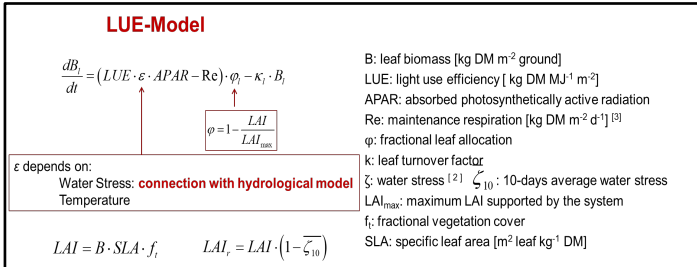 LUE-Model
dB_l/dt = (LUE · ε · APAR − Re) · φ_l − κ_l · B_l
φ = 1 − LAI/LAI_max
ε depends on:
Water Stress: connection with hydrological model
Temperature
LAI = B · SLA · f_t
LAI_r = LAI · (1 − ζ̅_10)
B: leaf biomass [kg DM m⁻² ground]
LUE: light use efficiency [ kg DM MJ⁻¹ m⁻²]
APAR: absorbed photosynthetically active radiation
Re: maintenance respiration [kg DM m⁻² d⁻¹] [3]
φ: fractional leaf allocation
k: leaf turnover factor
ζ: water stress [ 2 ] ζ̅_10 : 10-days average water stress
LAI_max: maximum LAI supported by the system
f_t: fractional vegetation cover
SLA: specific leaf area [m² leaf kg⁻¹ DM]